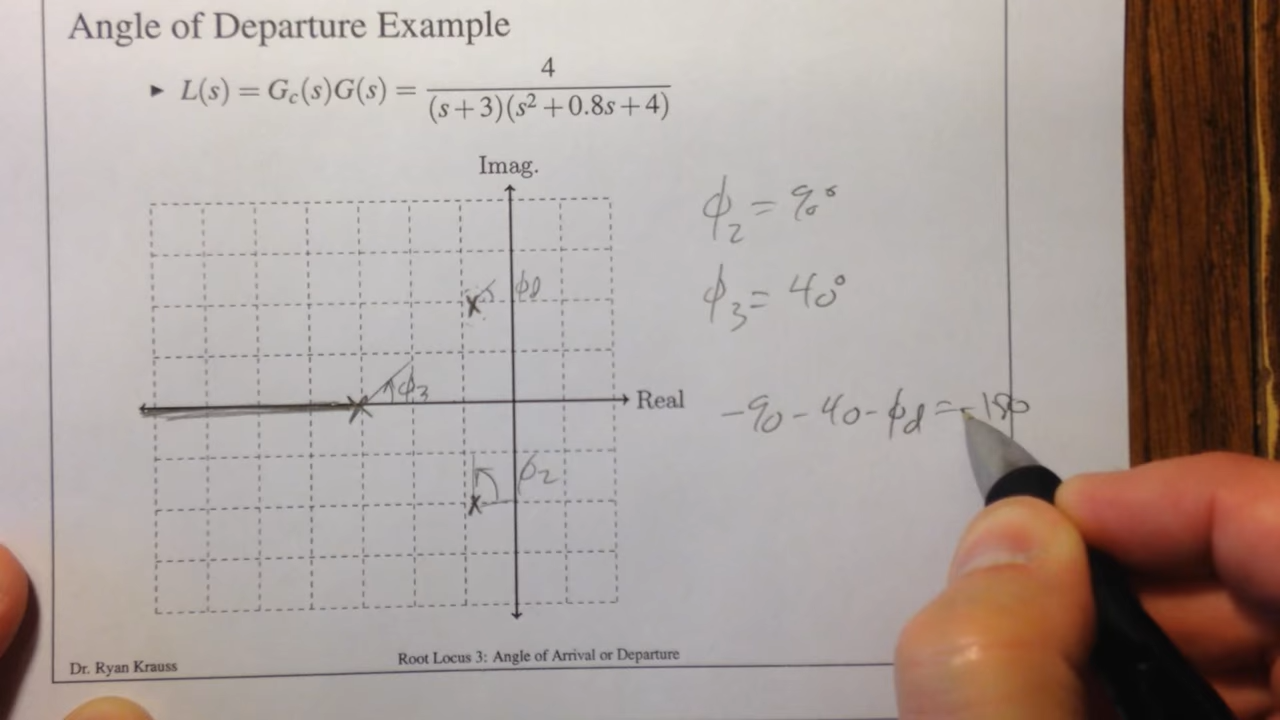 Angle of Departure Example
► L(s) = G_c(s)G(s) = 4 / ((s+3)(s² + 0.8s + 4))
Imag.
ϕ₂ = 90°
ϕd
ϕ₃ = 40°
ϕ₃
Real
-90 - 40 - ϕd = -180
ϕ₂
Dr. Ryan Krauss
Root Locus 3: Angle of Arrival or Departure